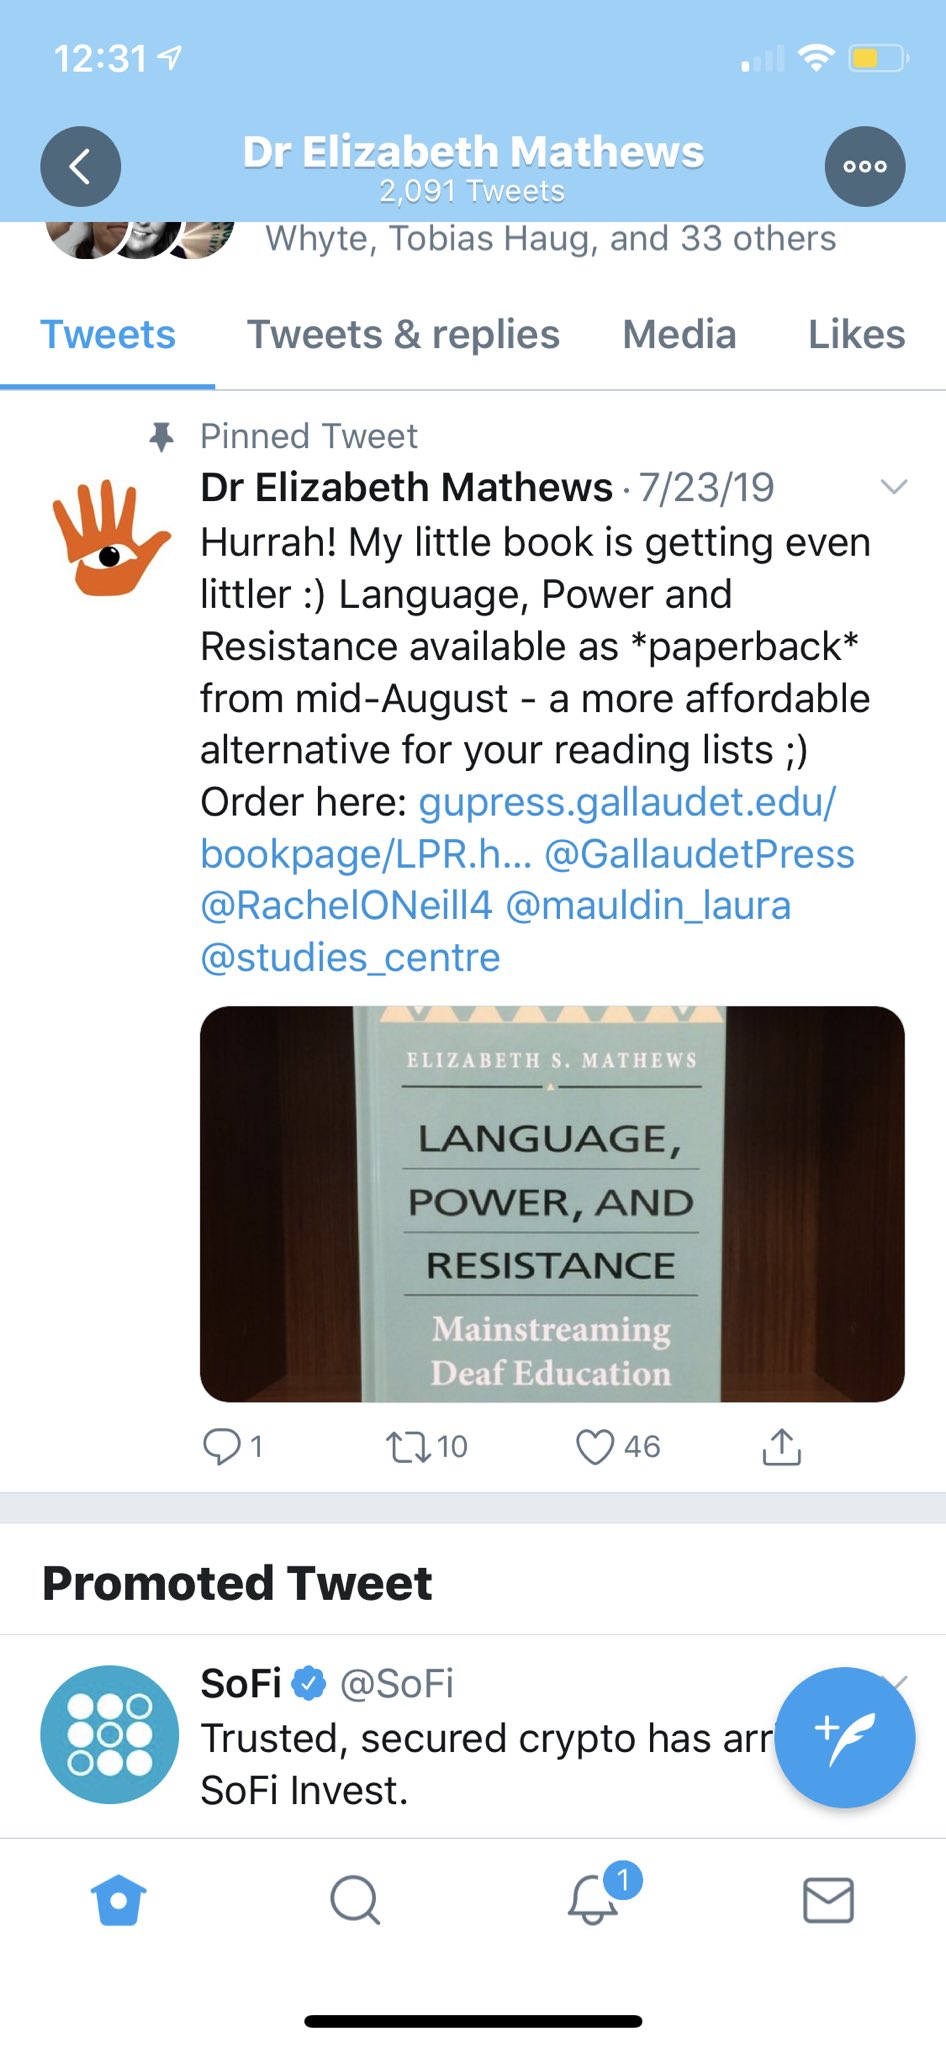 12:31
Dr Elizabeth Mathews
2,091 Tweets
Whyte, Tobias Haug, and 33 others
Tweets Tweets & replies Media Likes
Pinned Tweet
Dr Elizabeth Mathews · 7/23/19
Hurrah! My little book is getting even
littler :) Language, Power and
Resistance available as *paperback*
from mid-August - a more affordable
alternative for your reading lists ;)
Order here: gupress.gallaudet.edu/
bookpage/LPR.h... @GallaudetPress
@RachelONeill4 @mauldin_laura
@studies_centre
ELIZABETH S. MATHEWS
LANGUAGE,
POWER, AND
RESISTANCE
Mainstreaming
Deaf Education
1 10 46
Promoted Tweet
SoFi @SoFi
Trusted, secured crypto has arr
SoFi Invest.
1